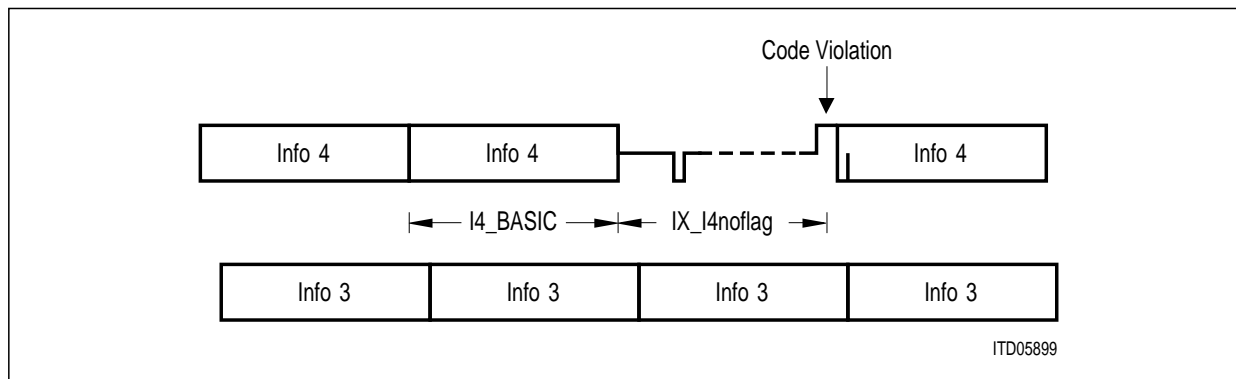 Code Violation
Info 4 Info 4 Info 4
I4_BASIC IX_I4noflag
Info 3 Info 3 Info 3 Info 3
ITD05899